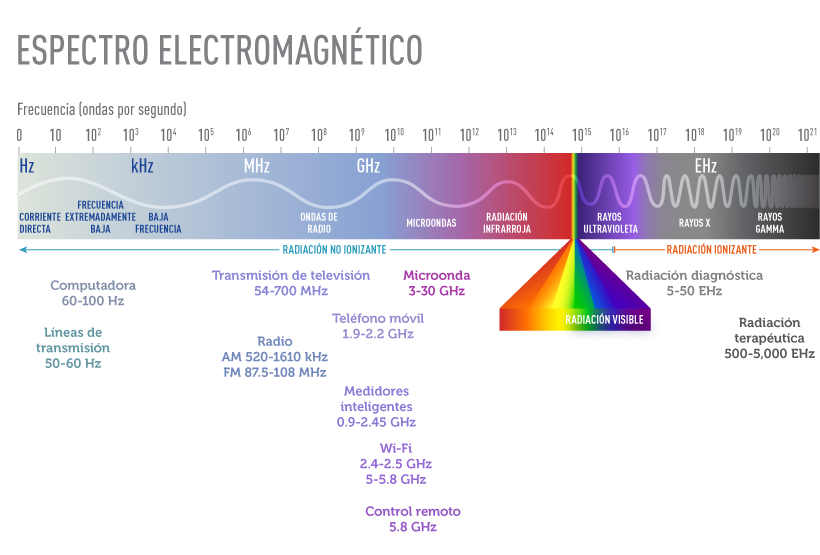 ESPECTRO ELECTROMAGNÉTICO
Frecuencia (ondas por segundo)
0 10 10² 10³ 10⁴ 10⁵ 10⁶ 10⁷ 10⁸ 10⁹ 10¹⁰ 10¹¹ 10¹² 10¹³ 10¹⁴ 10¹⁵ 10¹⁶ 10¹⁷ 10¹⁸ 10¹⁹ 10²⁰ 10²¹
Hz kHz MHz GHz EHz
CORRIENTE
DIRECTA
FRECUENCIA
EXTREMADAMENTE
BAJA
BAJA
FRECUENCIA
ONDAS DE
RADIO
MICROONDAS
RADIACIÓN
INFRARROJA
RAYOS
ULTRAVIOLETA
RAYOS X
RAYOS
GAMMA
RADIACIÓN NO IONIZANTE
RADIACIÓN IONIZANTE
Computadora
60-100 Hz
Líneas de
transmisión
50-60 Hz
Transmisión de televisión
54-700 MHz
Microonda
3-30 GHz
Teléfono móvil
1.9-2.2 GHz
Radio
AM 520-1610 kHz
FM 87.5-108 MHz
Medidores
inteligentes
0.9-2.45 GHz
Wi-Fi
2.4-2.5 GHz
5-5.8 GHz
Control remoto
5.8 GHz
RADIACIÓN VISIBLE
Radiación diagnóstica
5-50 EHz
Radiación
terapéutica
500-5,000 EHz